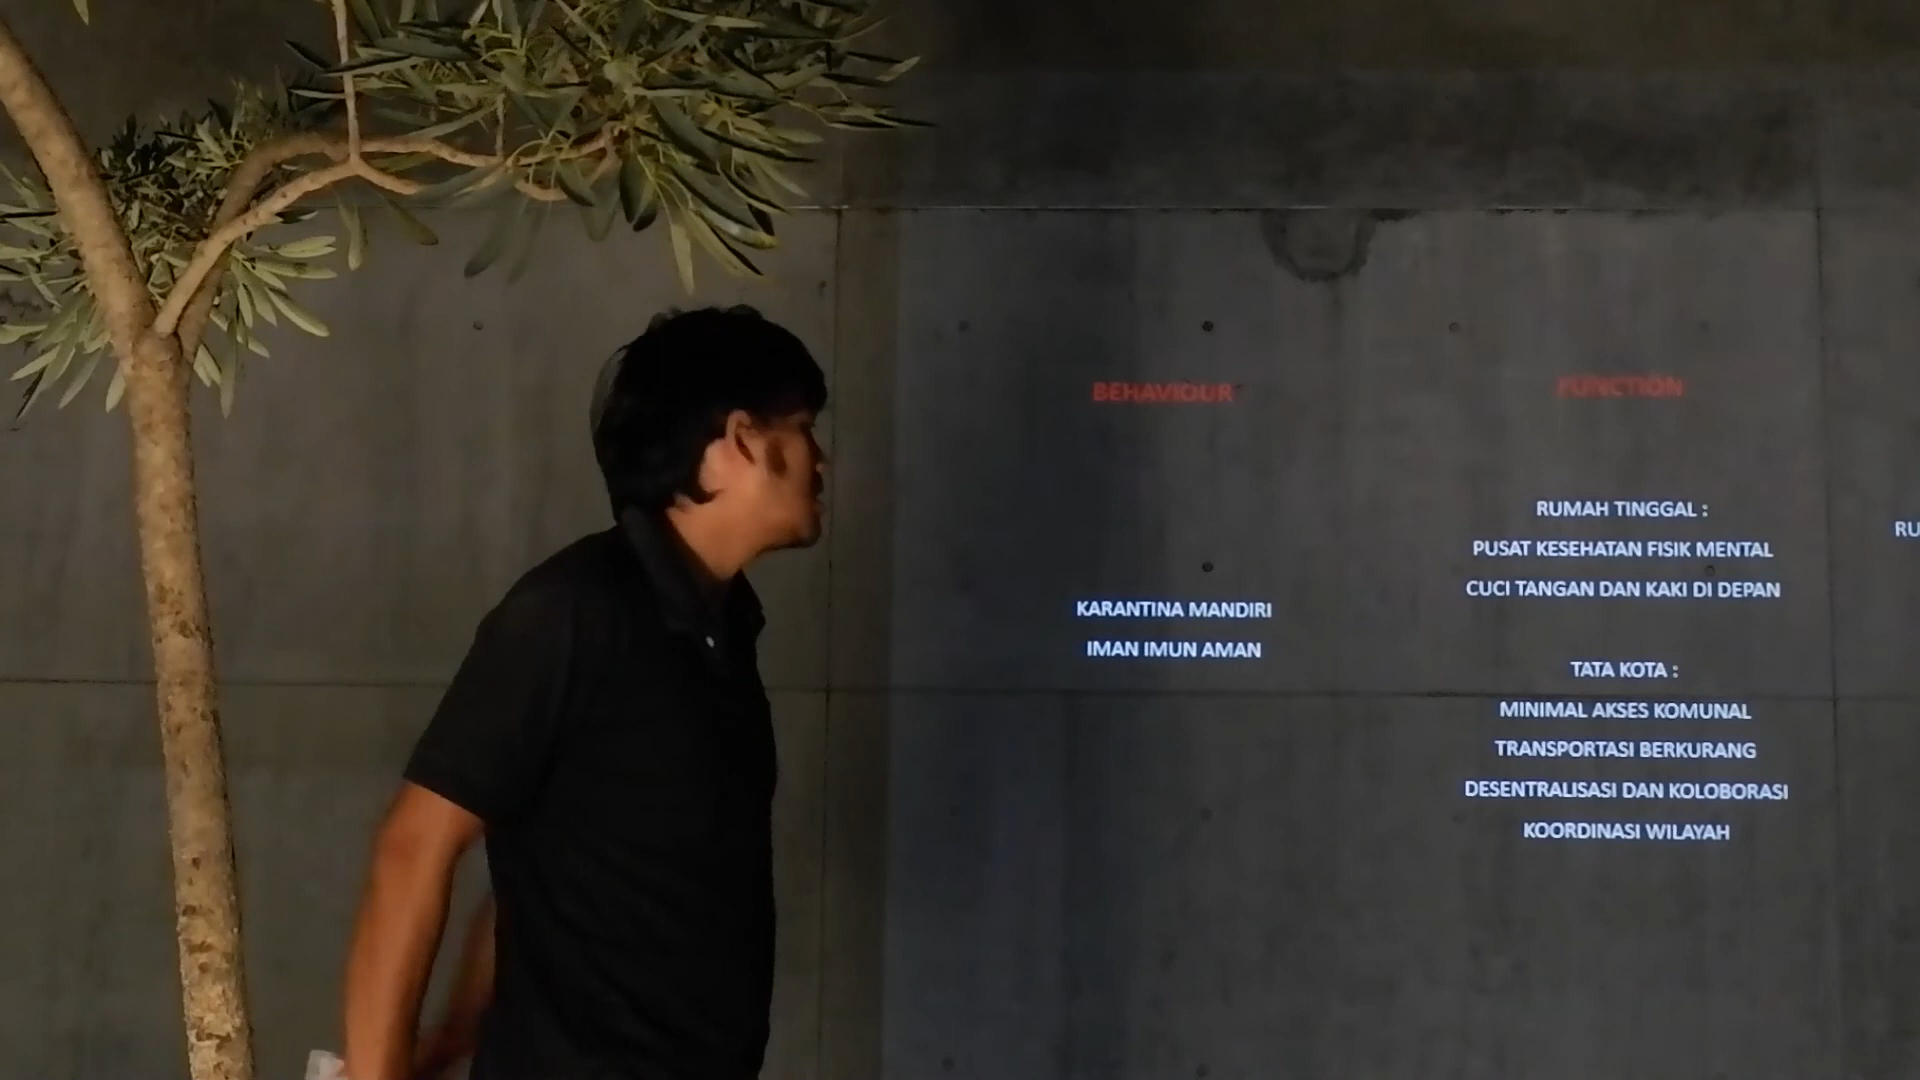 BEHAVIOUR
KARANTINA MANDIRI
IMAN IMUN AMAN
FUNCTION
RUMAH TINGGAL :
PUSAT KESEHATAN FISIK MENTAL
CUCI TANGAN DAN KAKI DI DEPAN
TATA KOTA :
MINIMAL AKSES KOMUNAL
TRANSPORTASI BERKURANG
DESENTRALISASI DAN KOLOBORASI
KOORDINASI WILAYAH
RU